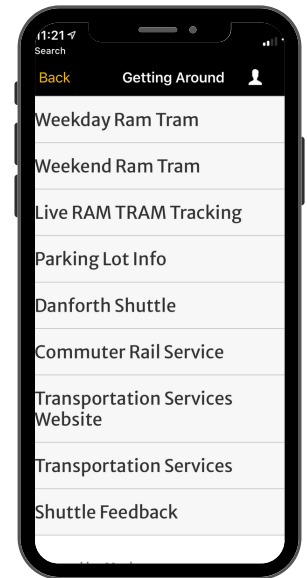 11:21
Search
Back
Getting Around
Weekday Ram Tram
Weekend Ram Tram
Live RAM TRAM Tracking
Parking Lot Info
Danforth Shuttle
Commuter Rail Service
Transportation Services
Website
Transportation Services
Shuttle Feedback